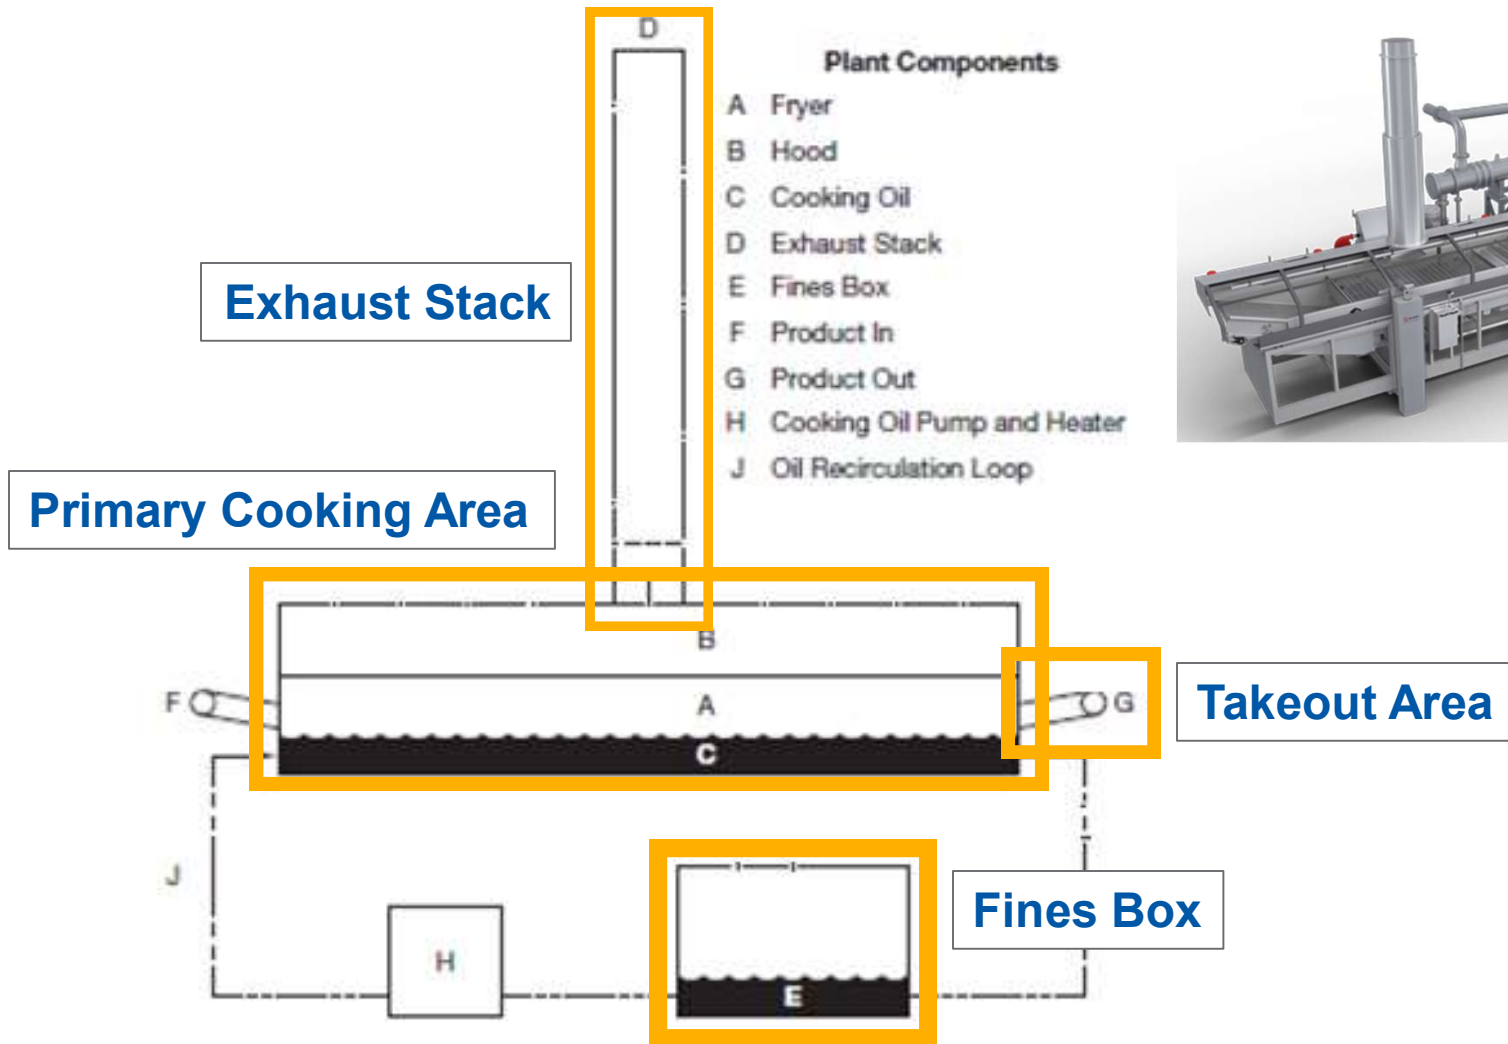 D
Plant Components
A Fryer
B Hood
C Cooking Oil
D Exhaust Stack
E Fines Box
F Product In
G Product Out
H Cooking Oil Pump and Heater
J Oil Recirculation Loop
Exhaust Stack
Primary Cooking Area
B
F
A
G
Takeout Area
C
J
Fines Box
H
E